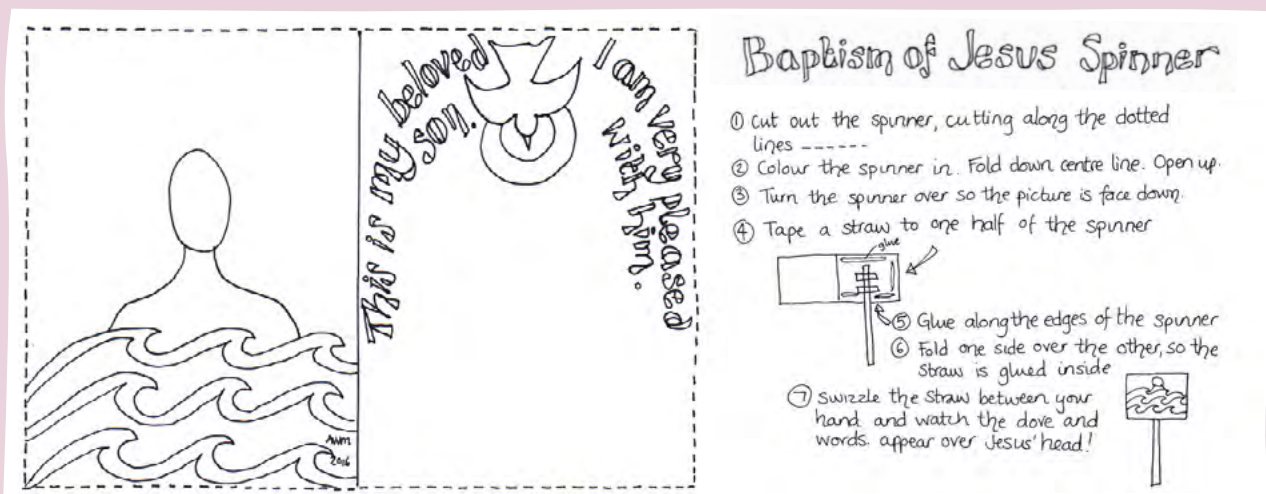 This is my beloved
son.
I am very pleased
with him.
AWM
2016
Baptism of Jesus Spinner
① Cut out the spinner, cutting along the dotted
lines ------
② Colour the spinner in. Fold down centre line. Open up.
③ Turn the spinner over so the picture is face down.
④ Tape a straw to one half of the spinner
glue
⑤ Glue along the edges of the spinner
⑥ Fold one side over the other, so the
straw is glued inside
⑦ Swizzle the straw between your
hand and watch the dove and
words. appear over Jesus' head!